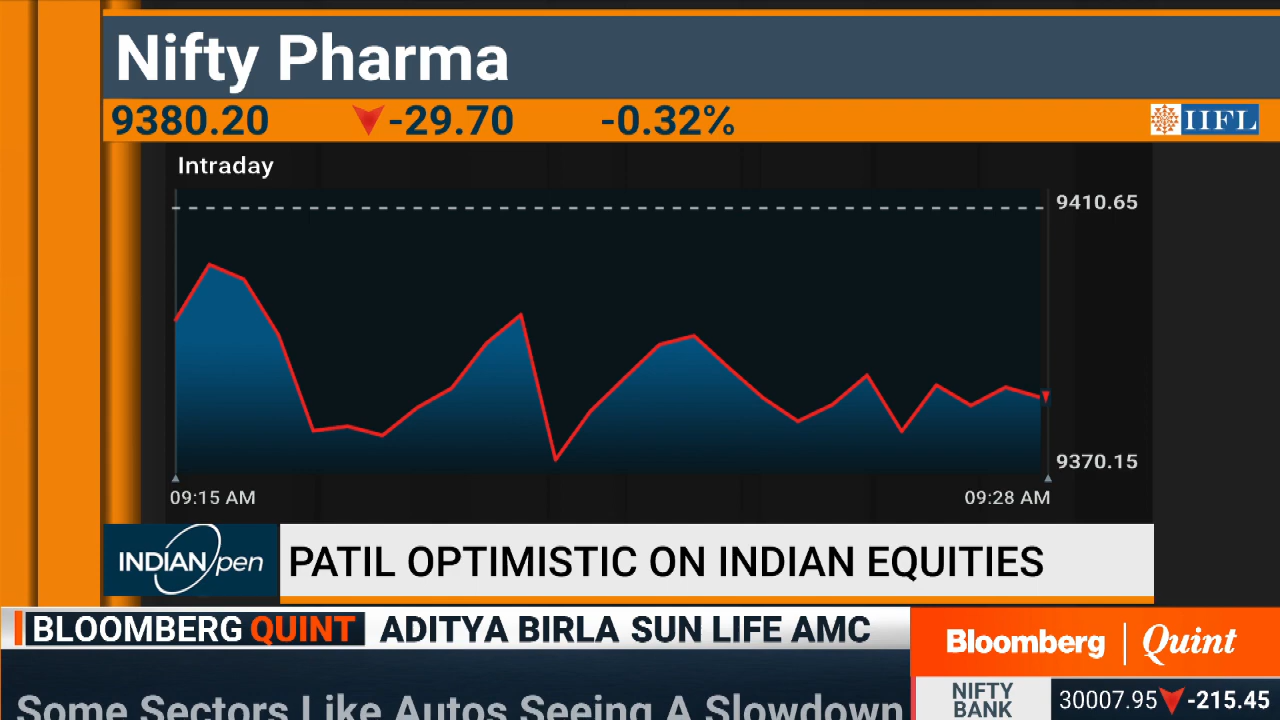 Nifty Pharma
9380.20 -29.70 -0.32% IIFL
Intraday
9410.65
9370.15
09:15 AM 09:28 AM
INDIAN Open PATIL OPTIMISTIC ON INDIAN EQUITIES
BLOOMBERG QUINT ADITYA BIRLA SUN LIFE AMC
Bloomberg | Quint
Some Sectors Like Autos Seeing A Slowdown
NIFTY BANK 30007.95 -215.45